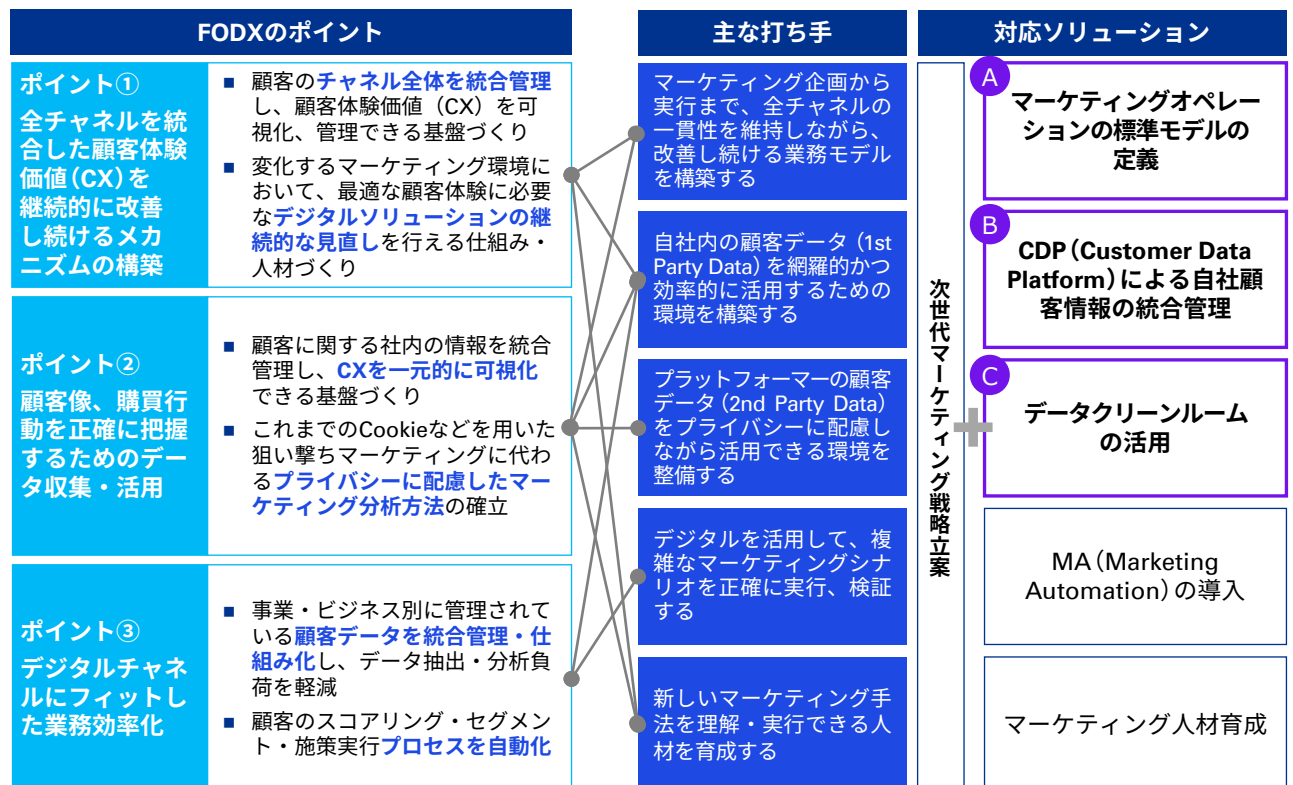 FODXのポイント
主な打ち手
対応ソリューション
ポイント①
全チャネルを統
合した顧客体験
価値(CX)を
継続的に改善
し続けるメカ
ニズムの構築
■ 顧客のチャネル全体を統合管理
し、顧客体験価値（CX）を可
視化、管理できる基盤づくり
■ 変化するマーケティング環境に
おいて、最適な顧客体験に必要
なデジタルソリューションの継
続的な見直しを行える仕組み・
人材づくり
ポイント②
顧客像、購買行
動を正確に把握
するためのデー
タ収集・活用
■ 顧客に関する社内の情報を統合
管理し、CXを一元的に可視化
できる基盤づくり
■ これまでのCookieなどを用いた
狙い撃ちマーケティングに代わ
るプライバシーに配慮したマー
ケティング分析方法の確立
ポイント③
デジタルチャネ
ルにフィットし
た業務効率化
■ 事業・ビジネス別に管理されて
いる顧客データを統合管理・仕
組み化し、データ抽出・分析負
荷を軽減
■ 顧客のスコアリング・セグメン
ト・施策実行プロセスを自動化
マーケティング企画から
実行まで、全チャネルの
一貫性を維持しながら、
改善し続ける業務モデル
を構築する
自社内の顧客データ（1st
Party Data）を網羅的かつ
効率的に活用するための
環境を構築する
プラットフォーマーの顧客
データ（2nd Party Data）
をプライバシーに配慮し
ながら活用できる環境を
整備する
デジタルを活用して、複
雑なマーケティングシナ
リオを正確に実行、検証
する
新しいマーケティング手
法を理解・実行できる人
材を育成する
次世代マーケティング戦略立案
A
マーケティングオペレー
ションの標準モデルの
定義
B
CDP（Customer Data
Platform）による自社顧
客情報の統合管理
C
データクリーンルーム
の活用
MA（Marketing
Automation）の導入
マーケティング人材育成